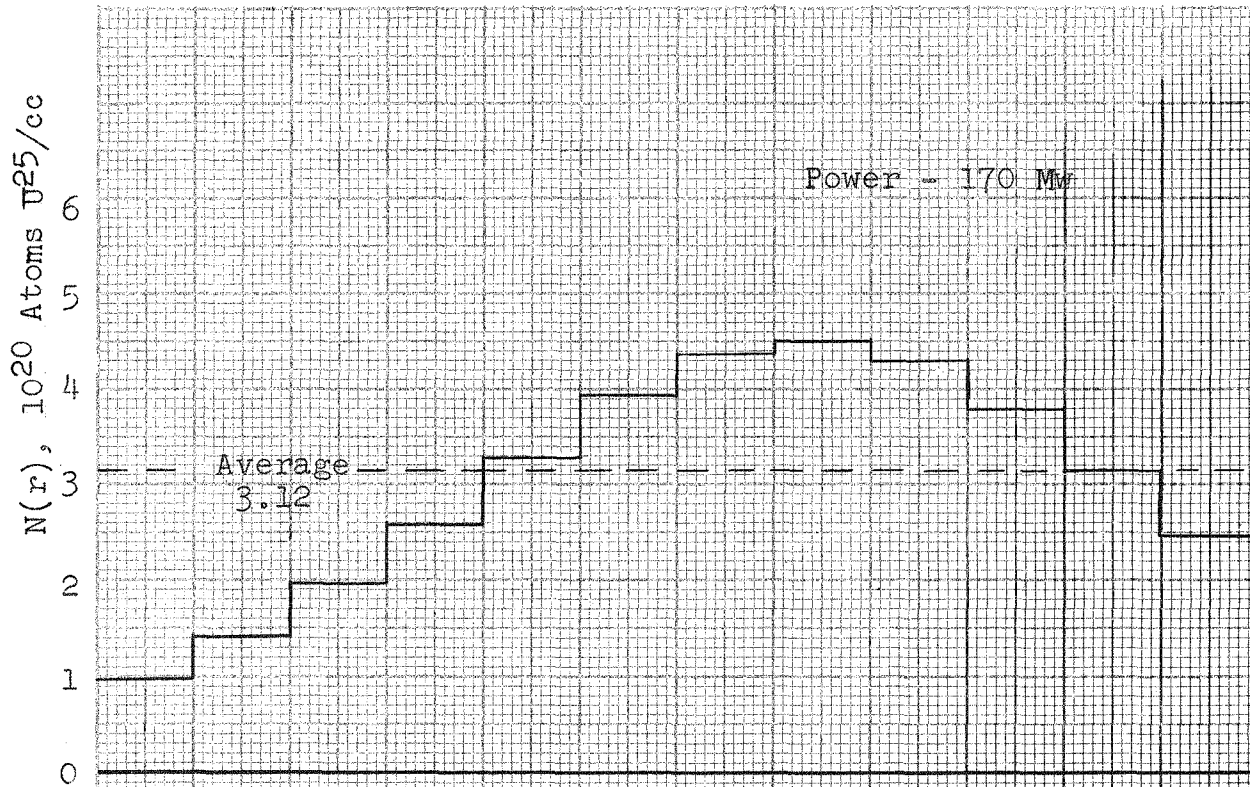 N(r), 10²⁰ Atoms U²⁵/cc
Power - 170 Mw
6
5
4
Average
3.12
3
2
1
0